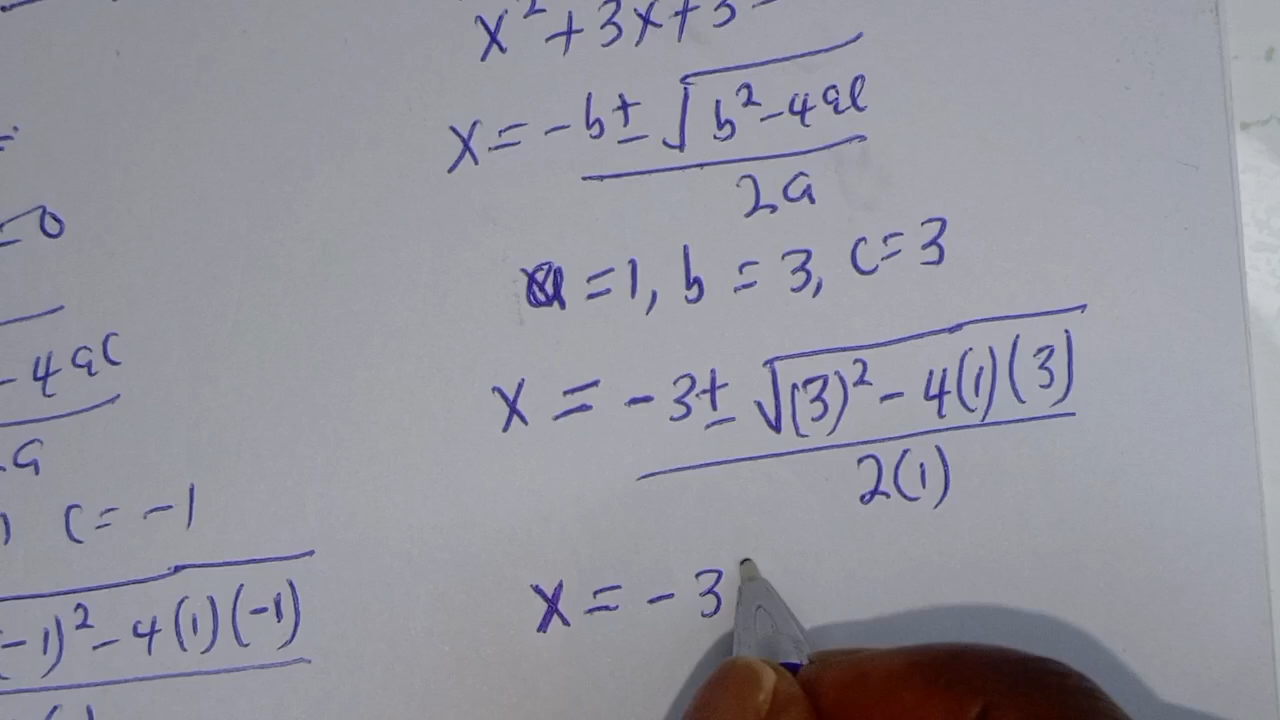 =0
- 4ac
c = -1
-1)² - 4(1)(-1)
x² + 3x + 3
x = -b ± √b² - 4ac
2a
a = 1, b = 3, c = 3
x = -3 ± √(3)² - 4(1)(3)
2(1)
x = -3